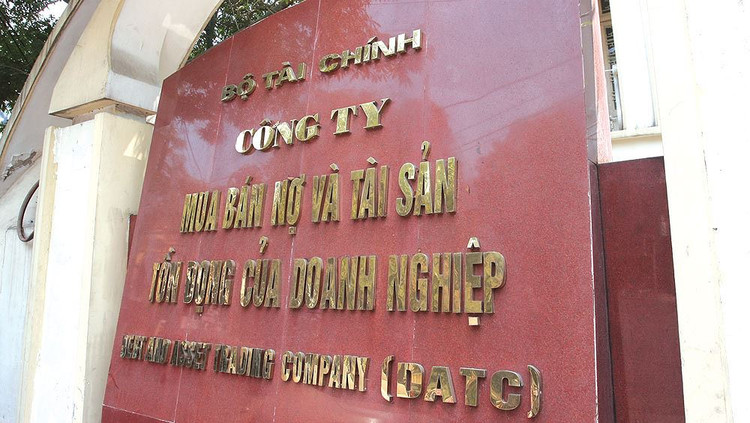 BỘ TÀI CHÍNH
CÔNG TY
MUA BÁN NỢ VÀ TÀI SẢN
TỒN ĐỌNG CỦA DOANH NGHIỆP
DEBT AND ASSET TRADING COMPANY (DATC)